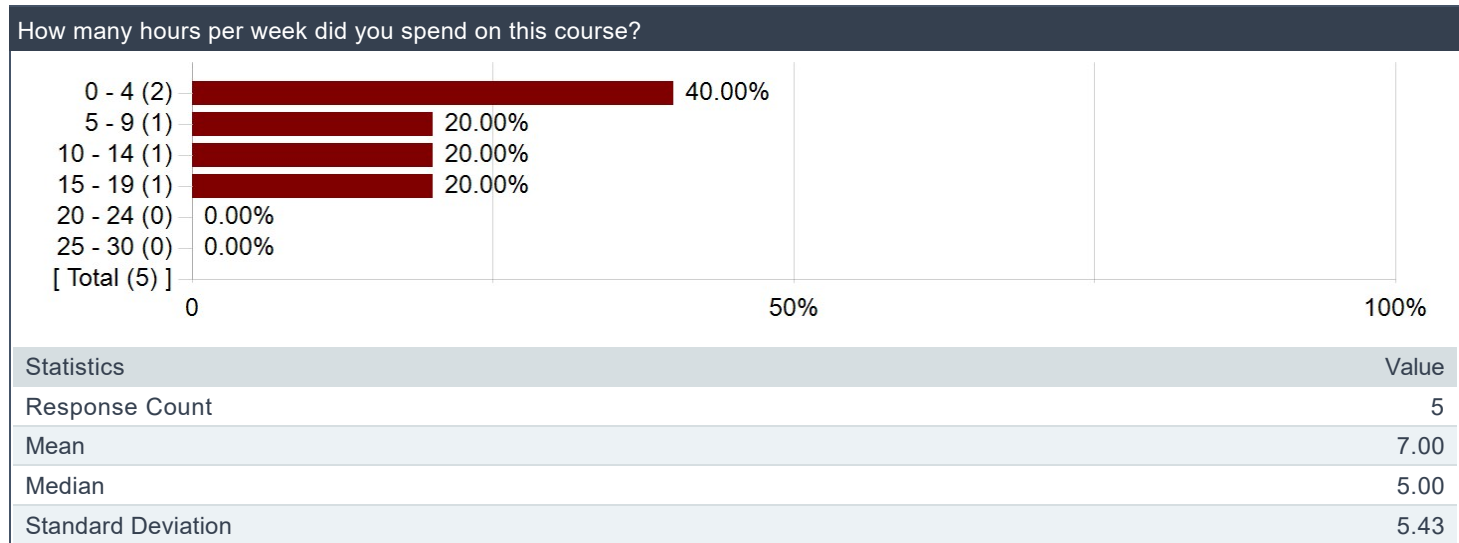 How many hours per week did you spend on this course?
0 - 4 (2) 40.00%
5 - 9 (1) 20.00%
10 - 14 (1) 20.00%
15 - 19 (1) 20.00%
20 - 24 (0) 0.00%
25 - 30 (0) 0.00%
[ Total (5) ]
0 50% 100%
Statistics Value
Response Count 5
Mean 7.00
Median 5.00
Standard Deviation 5.43